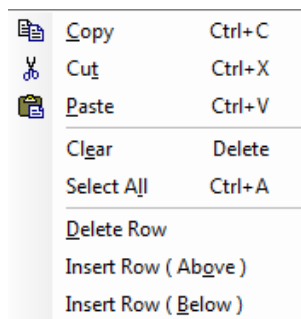 Copy Ctrl+C
Cut Ctrl+X
Paste Ctrl+V
Clear Delete
Select All Ctrl+A
Delete Row
Insert Row ( Above )
Insert Row ( Below )